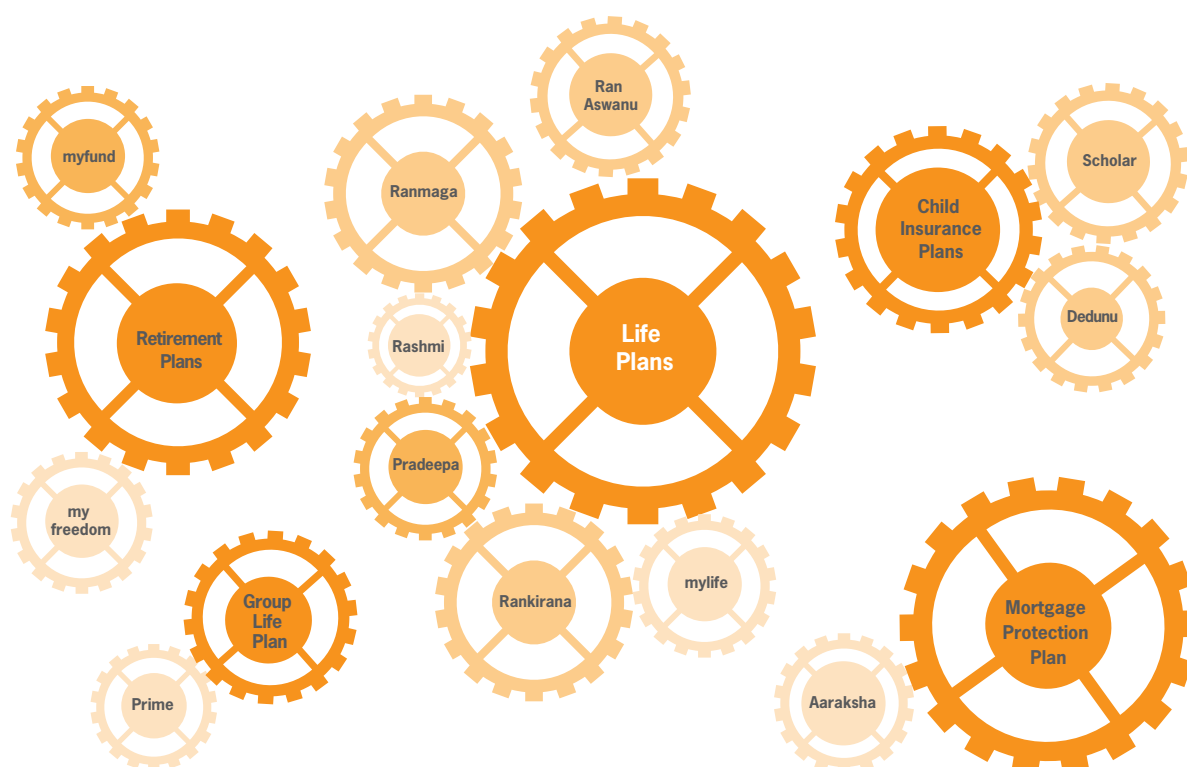 Ran
Aswanu
myfund
Ranmaga
Scholar
Child
Insurance
Plans
Dedunu
Retirement
Plans
Rashmi
Life
Plans
Pradeepa
my
freedom
Group
Life
Plan
Rankirana
mylife
Mortgage
Protection
Plan
Prime
Aaraksha